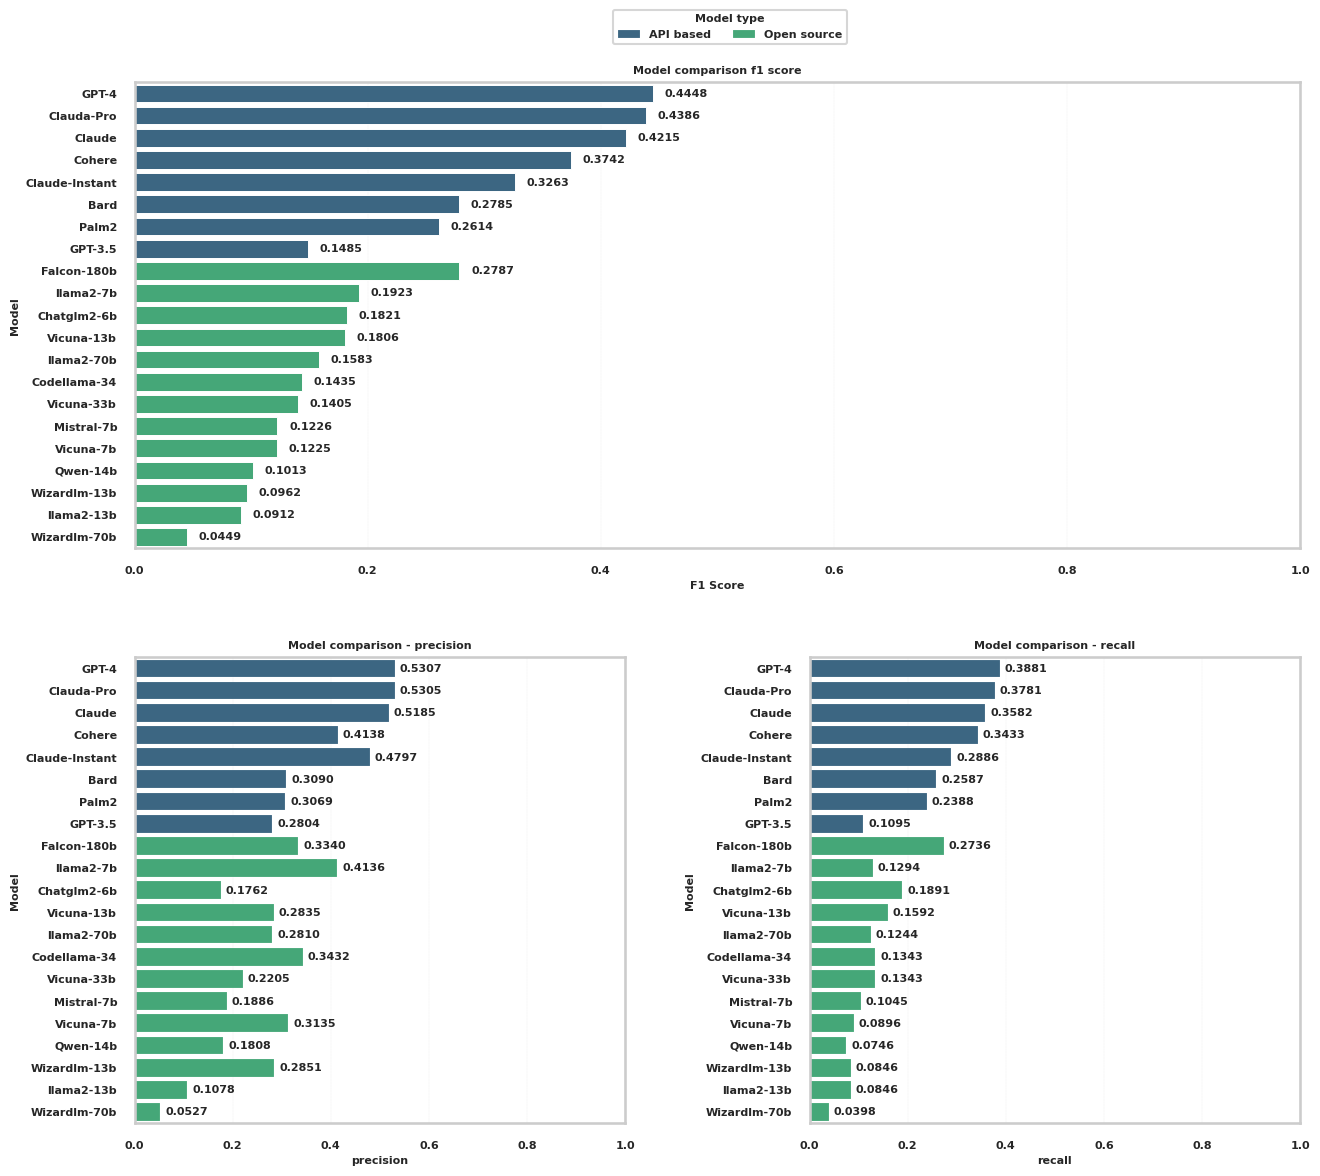 Model type
API based Open source
Model comparison f1 score
Model
GPT-4 0.4448
Clauda-Pro 0.4386
Claude 0.4215
Cohere 0.3742
Claude-Instant 0.3263
Bard 0.2785
Palm2 0.2614
GPT-3.5 0.1485
Falcon-180b 0.2787
llama2-7b 0.1923
Chatglm2-6b 0.1821
Vicuna-13b 0.1806
llama2-70b 0.1583
Codellama-34 0.1435
Vicuna-33b 0.1405
Mistral-7b 0.1226
Vicuna-7b 0.1225
Qwen-14b 0.1013
Wizardlm-13b 0.0962
llama2-13b 0.0912
Wizardlm-70b 0.0449
0.0 0.2 0.4 0.6 0.8 1.0
F1 Score
Model comparison - precision
Model
GPT-4 0.5307
Clauda-Pro 0.5305
Claude 0.5185
Cohere 0.4138
Claude-Instant 0.4797
Bard 0.3090
Palm2 0.3069
GPT-3.5 0.2804
Falcon-180b 0.3340
llama2-7b 0.4136
Chatglm2-6b 0.1762
Vicuna-13b 0.2835
llama2-70b 0.2810
Codellama-34 0.3432
Vicuna-33b 0.2205
Mistral-7b 0.1886
Vicuna-7b 0.3135
Qwen-14b 0.1808
Wizardlm-13b 0.2851
llama2-13b 0.1078
Wizardlm-70b 0.0527
0.0 0.2 0.4 0.6 0.8 1.0
precision
Model comparison - recall
Model
GPT-4 0.3881
Clauda-Pro 0.3781
Claude 0.3582
Cohere 0.3433
Claude-Instant 0.2886
Bard 0.2587
Palm2 0.2388
GPT-3.5 0.1095
Falcon-180b 0.2736
llama2-7b 0.1294
Chatglm2-6b 0.1891
Vicuna-13b 0.1592
llama2-70b 0.1244
Codellama-34 0.1343
Vicuna-33b 0.1343
Mistral-7b 0.1045
Vicuna-7b 0.0896
Qwen-14b 0.0746
Wizardlm-13b 0.0846
llama2-13b 0.0846
Wizardlm-70b 0.0398
0.0 0.2 0.4 0.6 0.8 1.0
recall